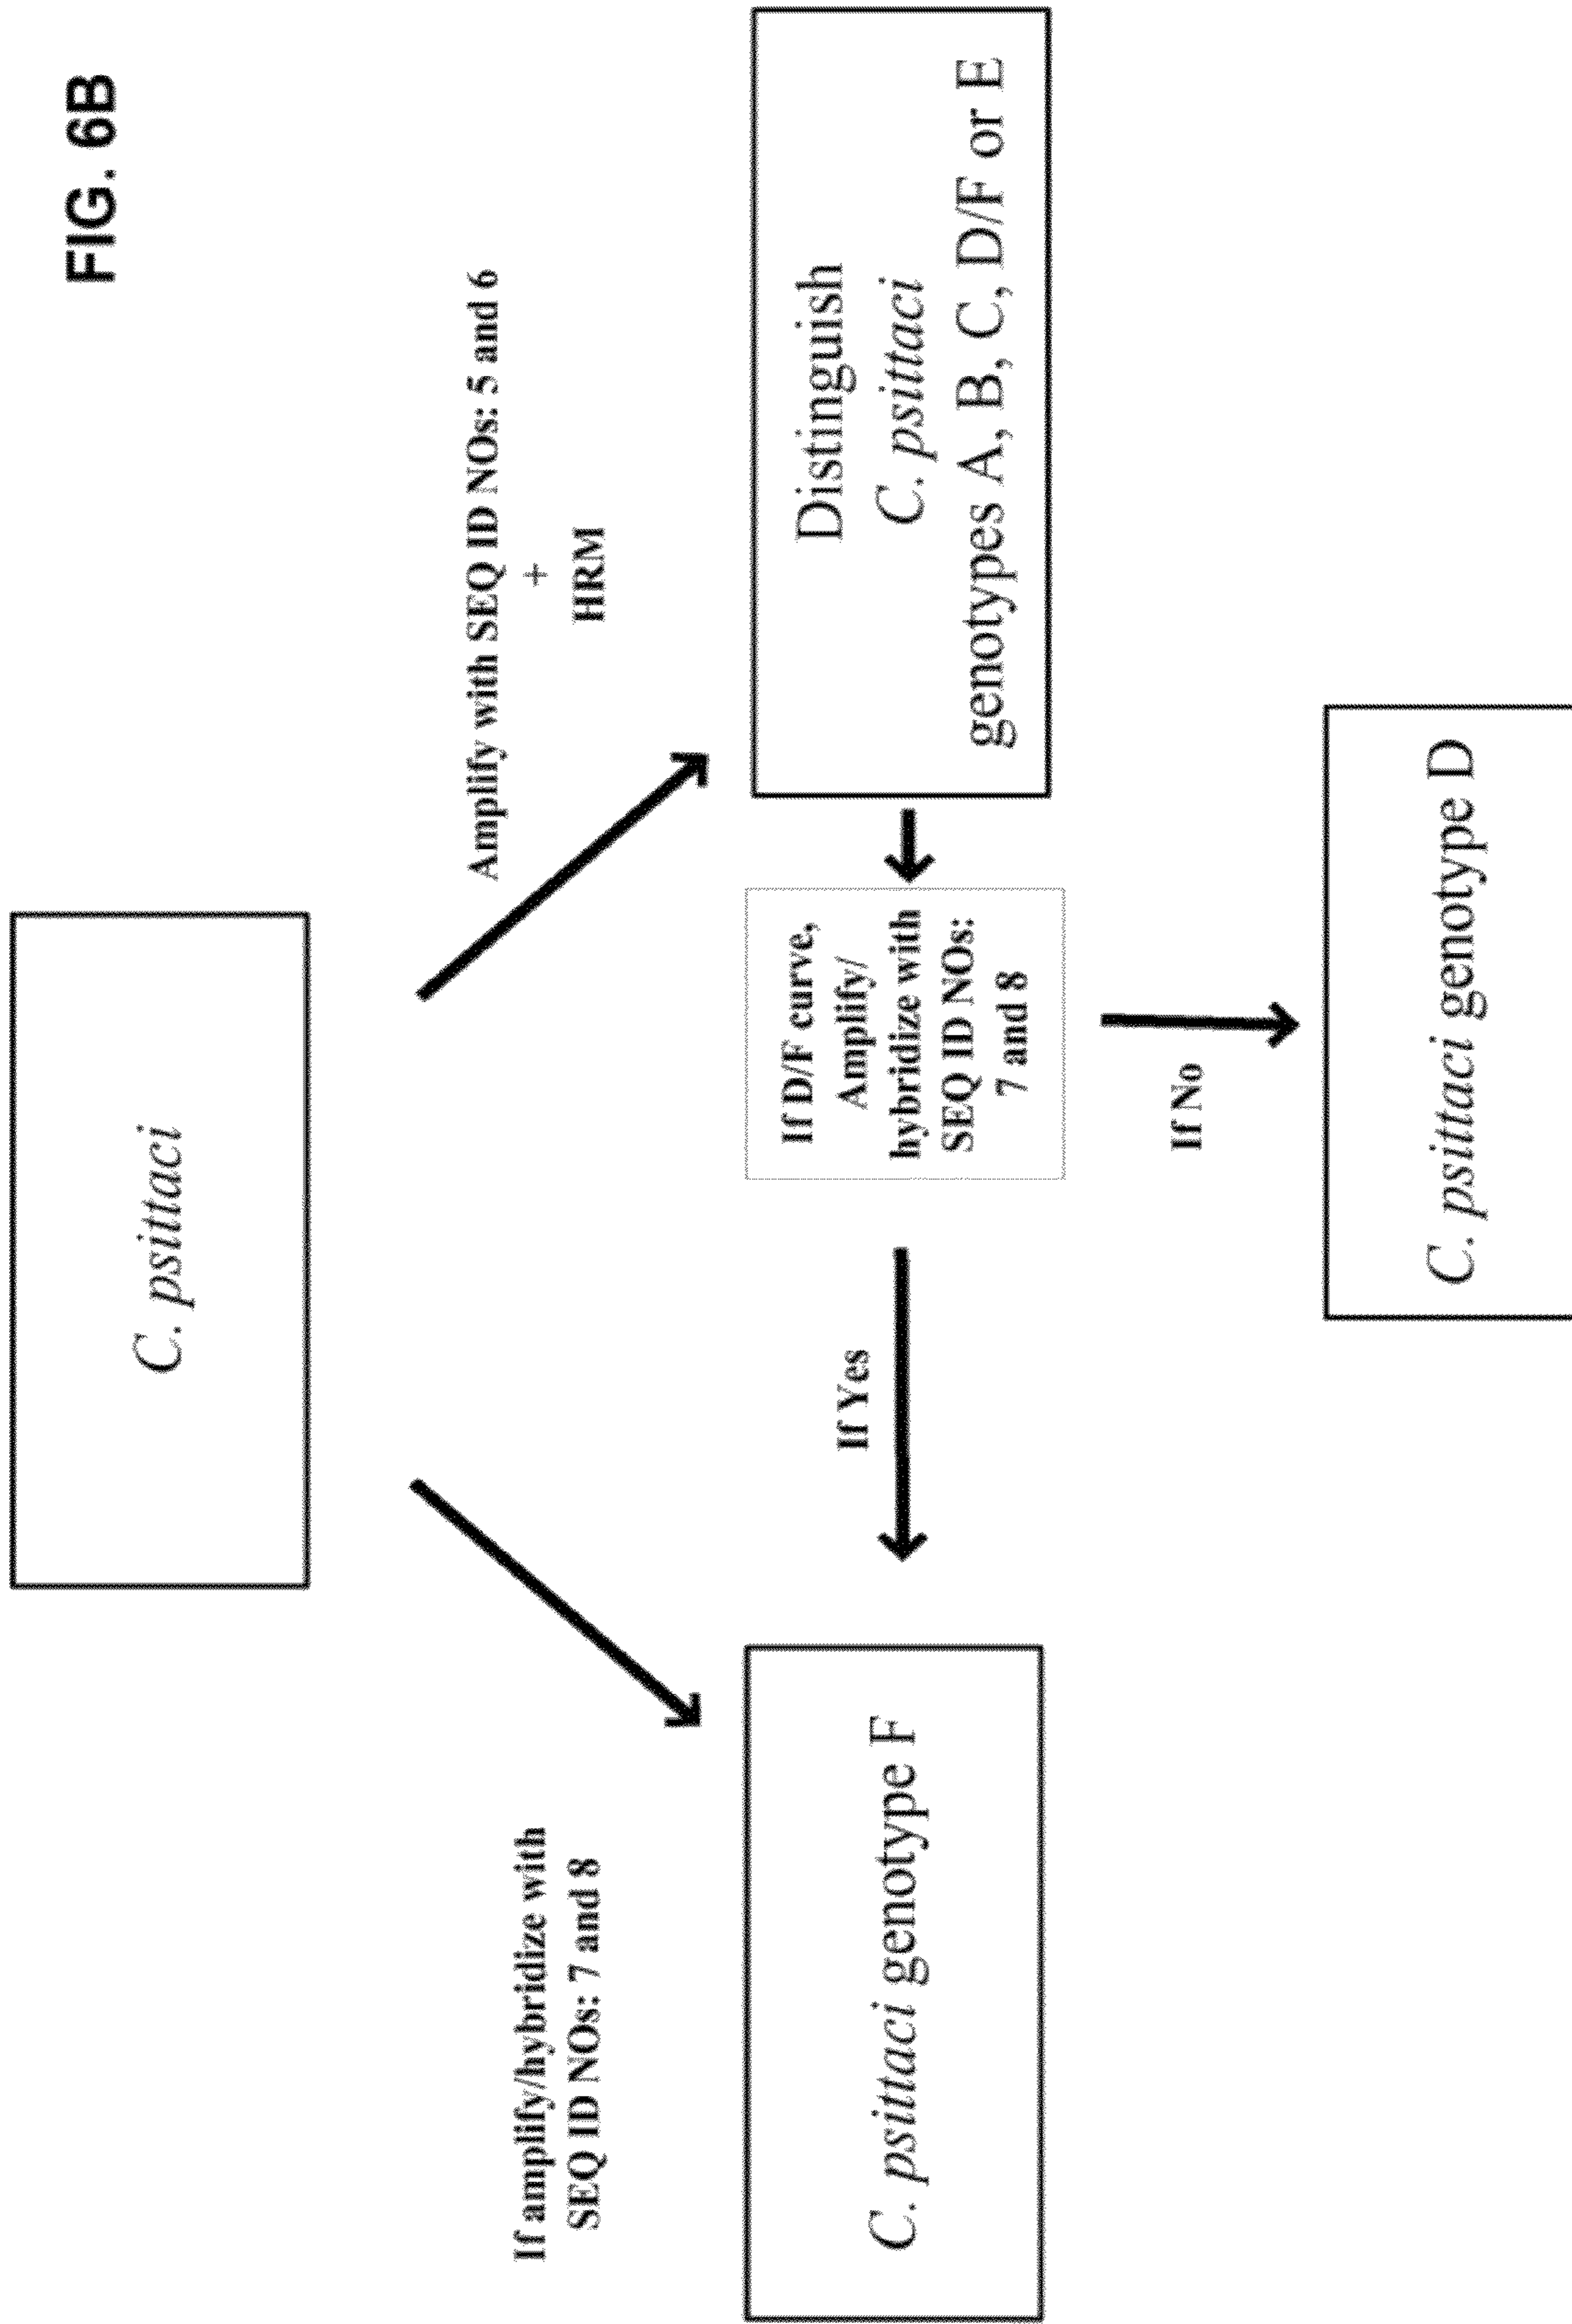 FIG. 6B
C. psittaci
Amplify with SEQ ID NOs: 5 and 6
+
HRM
If amplify/hybridize with
SEQ ID NOs: 7 and 8
C. psittaci genotype F
If Yes
If D/F curve,
Amplify/
hybridize with
SEQ ID NOs:
7 and 8
Distinguish
C. psittaci
genotypes A, B, C, D/F or E
If No
C. psittaci genotype D